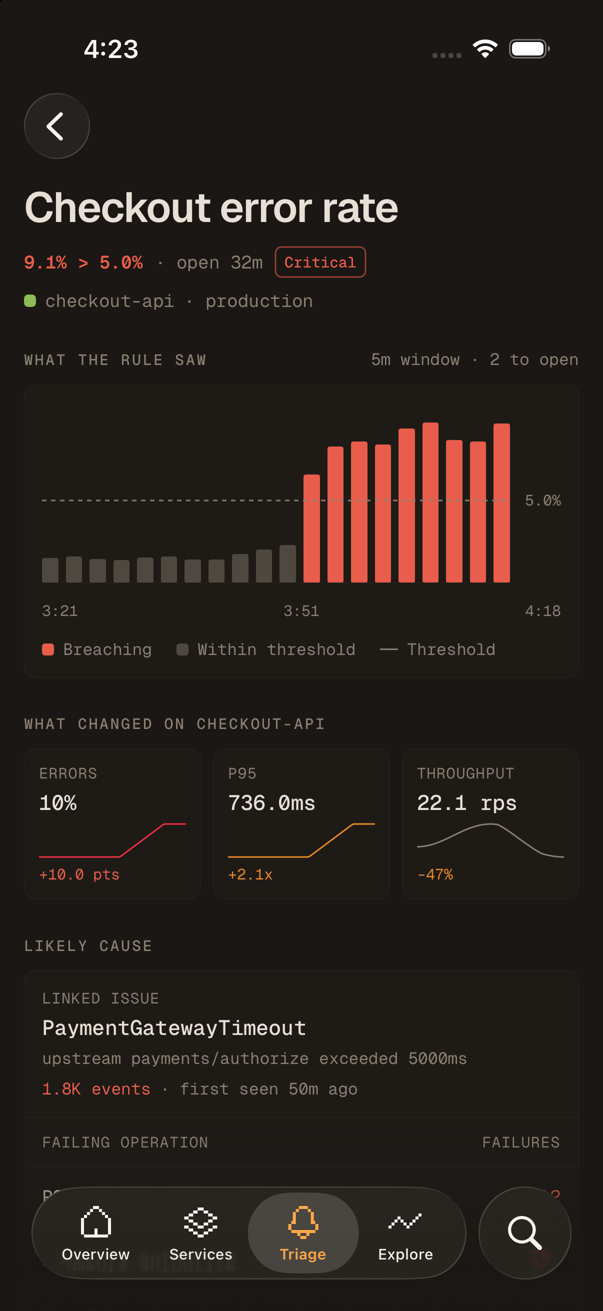 4:23
Checkout error rate
9.1% > 5.0% · open 32m Critical
checkout-api · production
WHAT THE RULE SAW 5m window · 2 to open
5.0%
3:21 3:51 4:18
Breaching Within threshold Threshold
WHAT CHANGED ON CHECKOUT-API
ERRORS P95 THROUGHPUT
10% 736.0ms 22.1 rps
+10.0 pts +2.1x -47%
LIKELY CAUSE
LINKED ISSUE
PaymentGatewayTimeout
upstream payments/authorize exceeded 5000ms
1.8K events · first seen 50m ago
FAILING OPERATION FAILURES
Overview Services Triage Explore